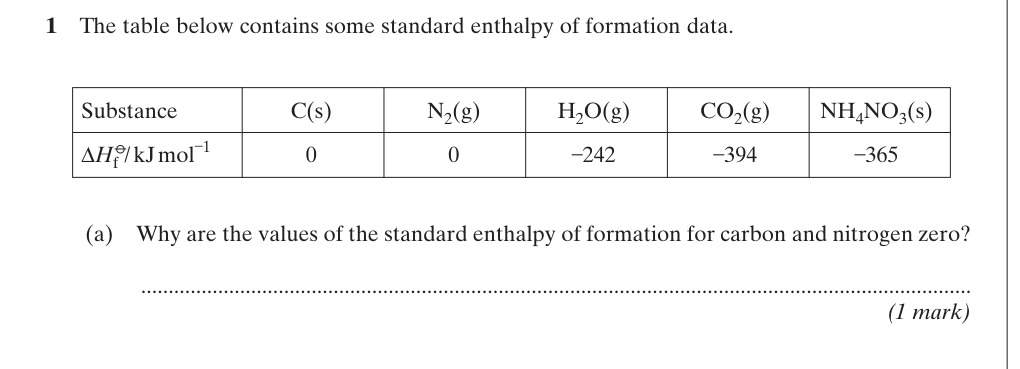 1 The table below contains some standard enthalpy of formation data.
Substance C(s) N₂(g) H₂O(g) CO₂(g) NH₄NO₃(s)
ΔH_f^⦵/kJ mol⁻¹ 0 0 −242 −394 −365
(a) Why are the values of the standard enthalpy of formation for carbon and nitrogen zero?
(1 mark)